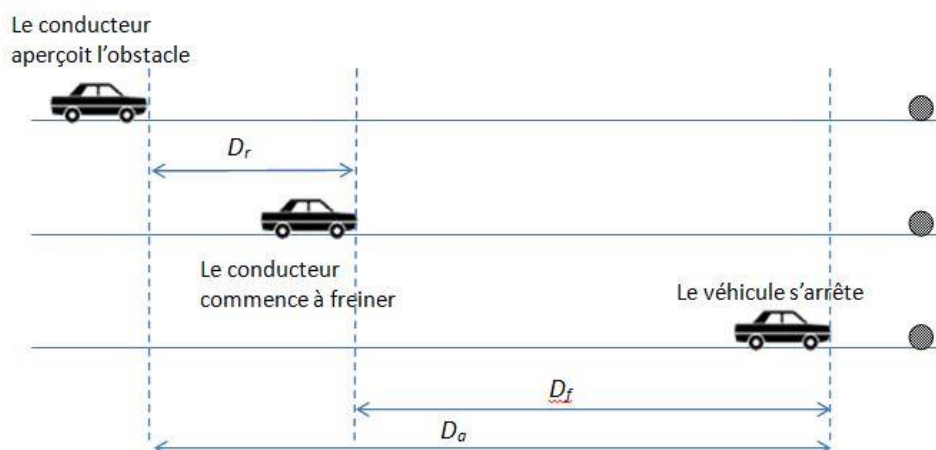 Le conducteur
aperçoit l'obstacle
Dr
Le conducteur
commence à freiner
Le véhicule s'arrête
Df
Da